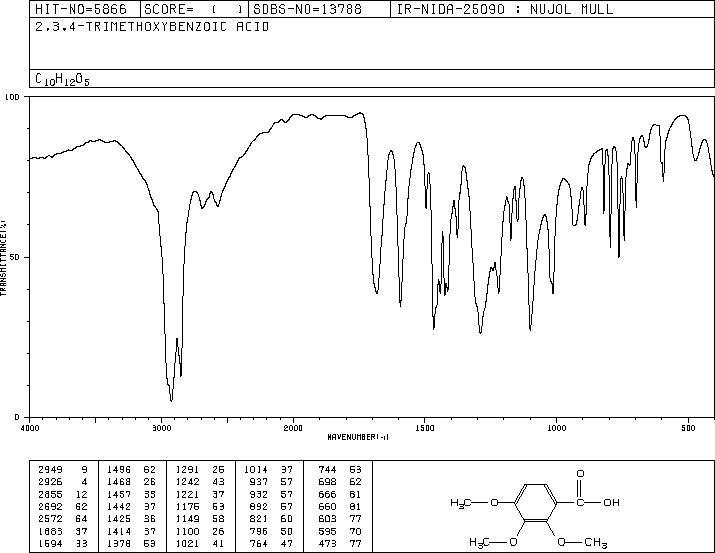 HIT-NO=5866 SCORE= ( ) SDBS-NO=13788 IR-NIDA-25090 : NUJOL MULL
2,3,4-TRIMETHOXYBENZOIC ACID
C10H12O5
100
50
0
TRANSMITTANCE(%)
4000 3000 2000 1500 1000 500
WAVENUMBER(-1)
2949 9 1496 62 1291 26 1014 37 744 53
2926 4 1468 26 1242 43 937 57 698 62
2855 12 1457 35 1221 37 932 57 666 81
2692 62 1442 37 1176 53 892 57 660 81
2572 64 1425 36 1149 58 821 60 603 77
1683 37 1414 37 1100 26 796 50 595 70
1594 33 1378 53 1021 41 764 47 473 77
O
OH
H3C O
H3C O
O CH3